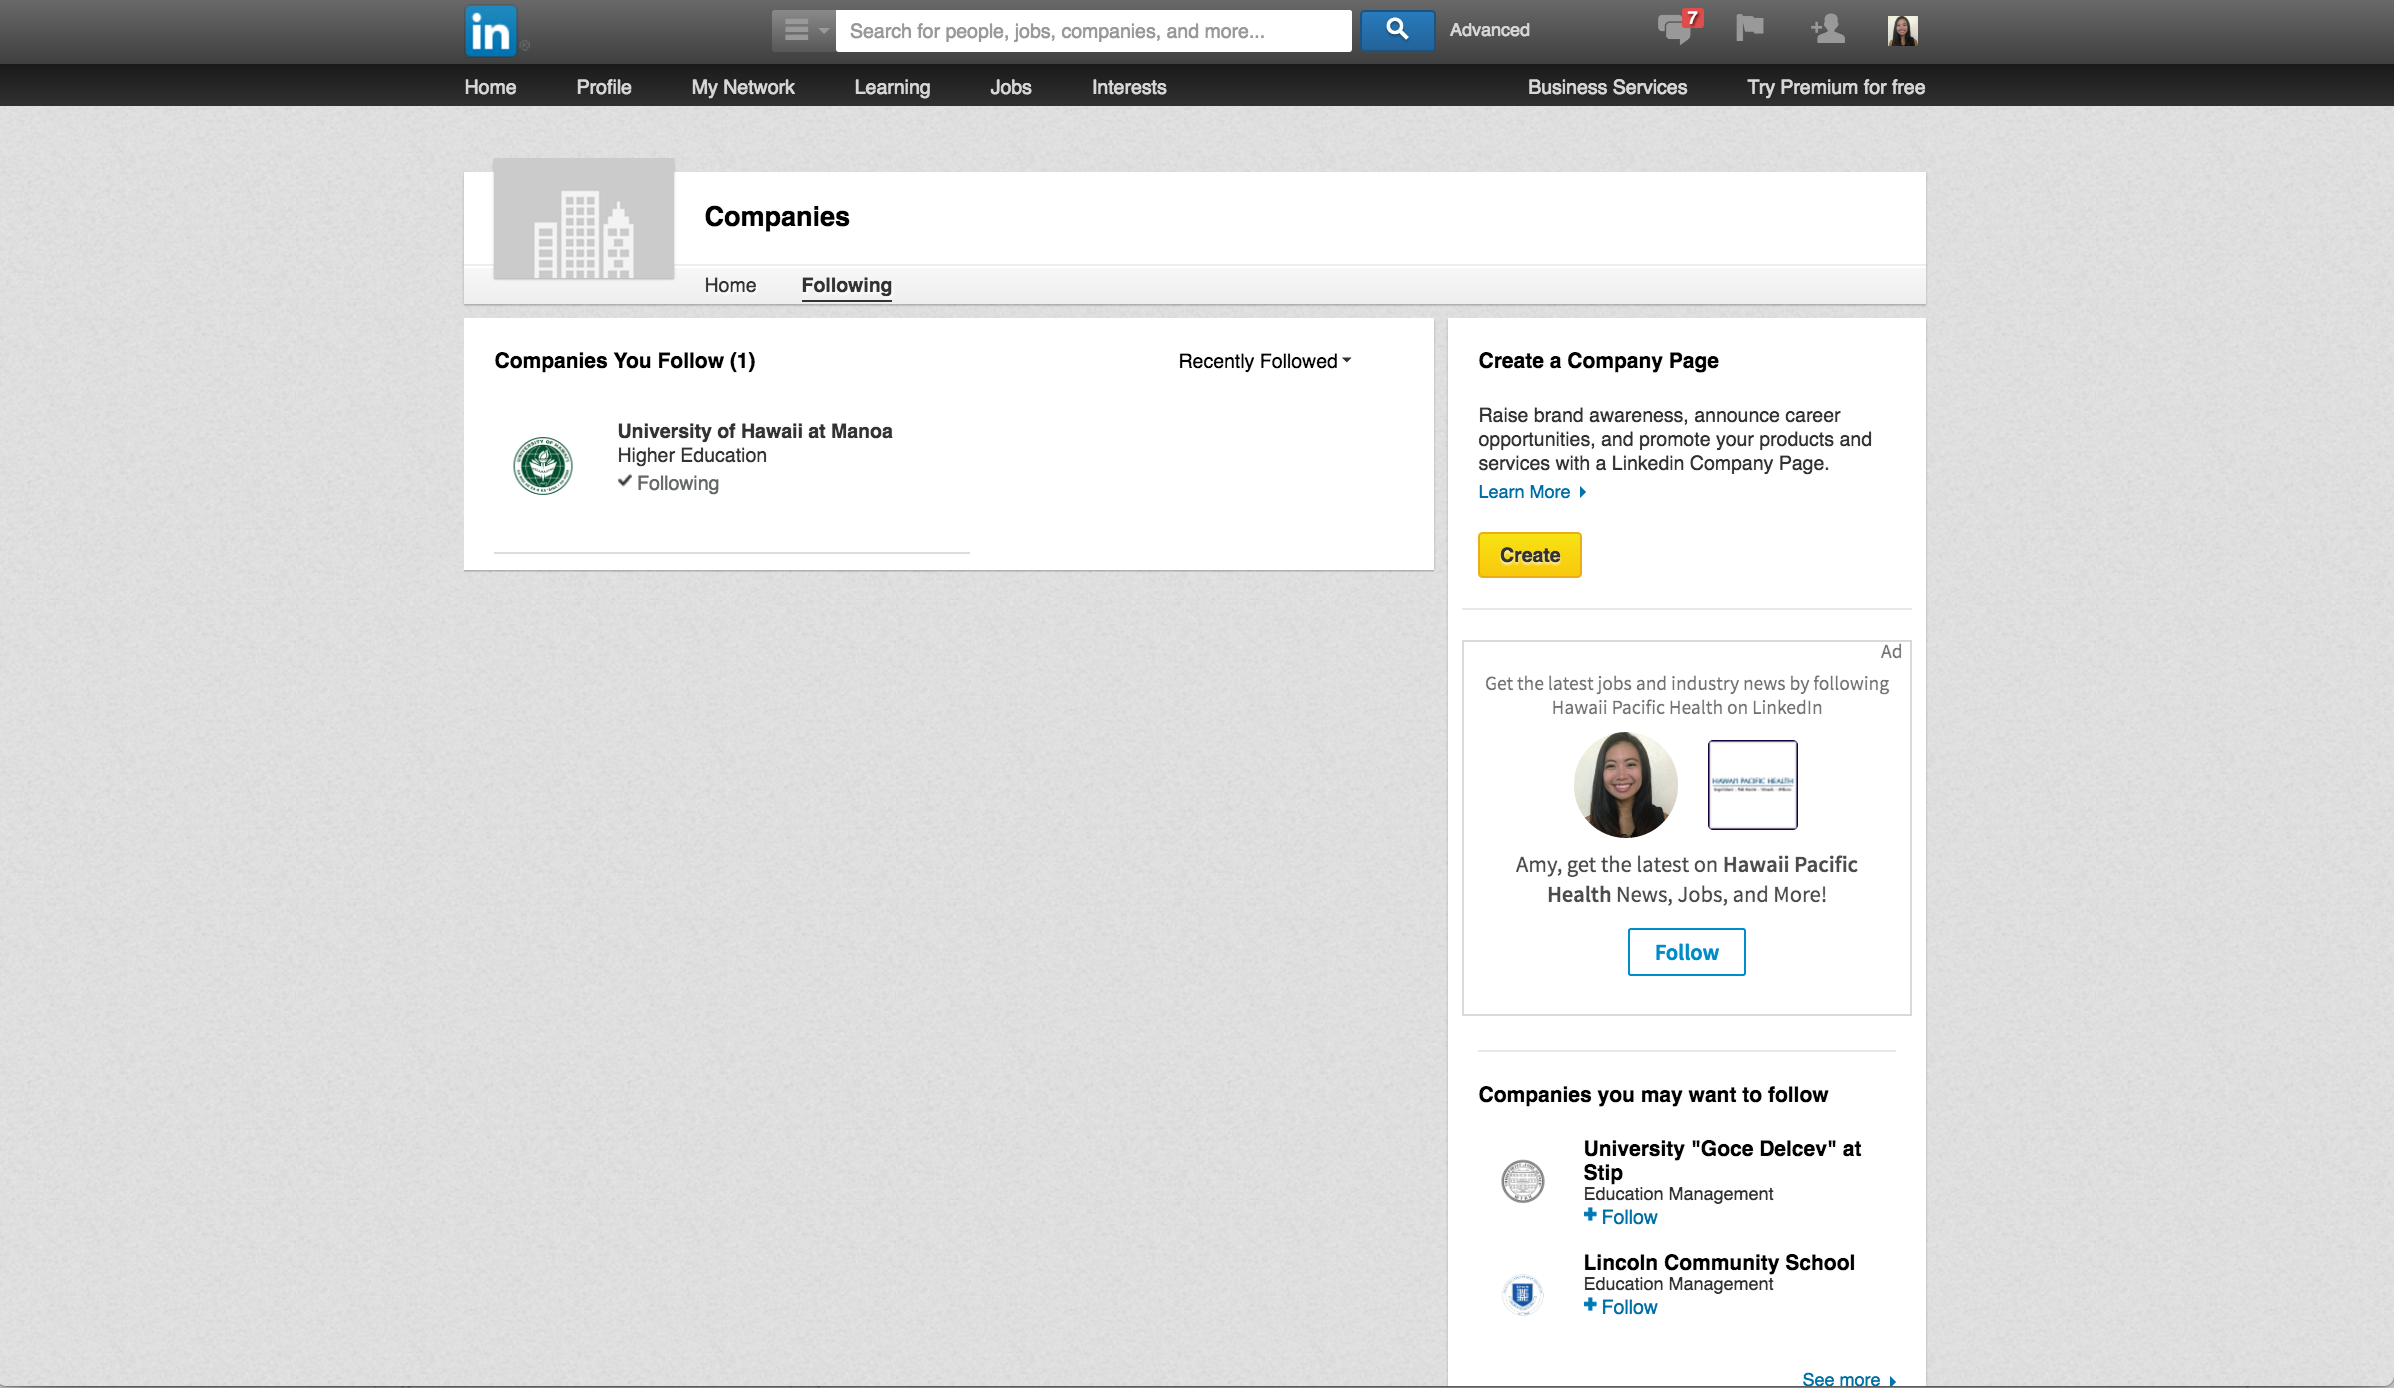 in
Search for people, jobs, companies, and more...
Advanced
7
Home
Profile
My Network
Learning
Jobs
Interests
Business Services
Try Premium for free
Companies
Home
Following
Companies You Follow (1)
Recently Followed
University of Hawaii at Manoa
Higher Education
Following
Create a Company Page
Raise brand awareness, announce career
opportunities, and promote your products and
services with a Linkedin Company Page.
Learn More
Create
Ad
Get the latest jobs and industry news by following
Hawaii Pacific Health on LinkedIn
HAWAII PACIFIC HEALTH
Amy, get the latest on Hawaii Pacific
Health News, Jobs, and More!
Follow
Companies you may want to follow
University "Goce Delcev" at
Stip
Education Management
Follow
Lincoln Community School
Education Management
Follow
See more